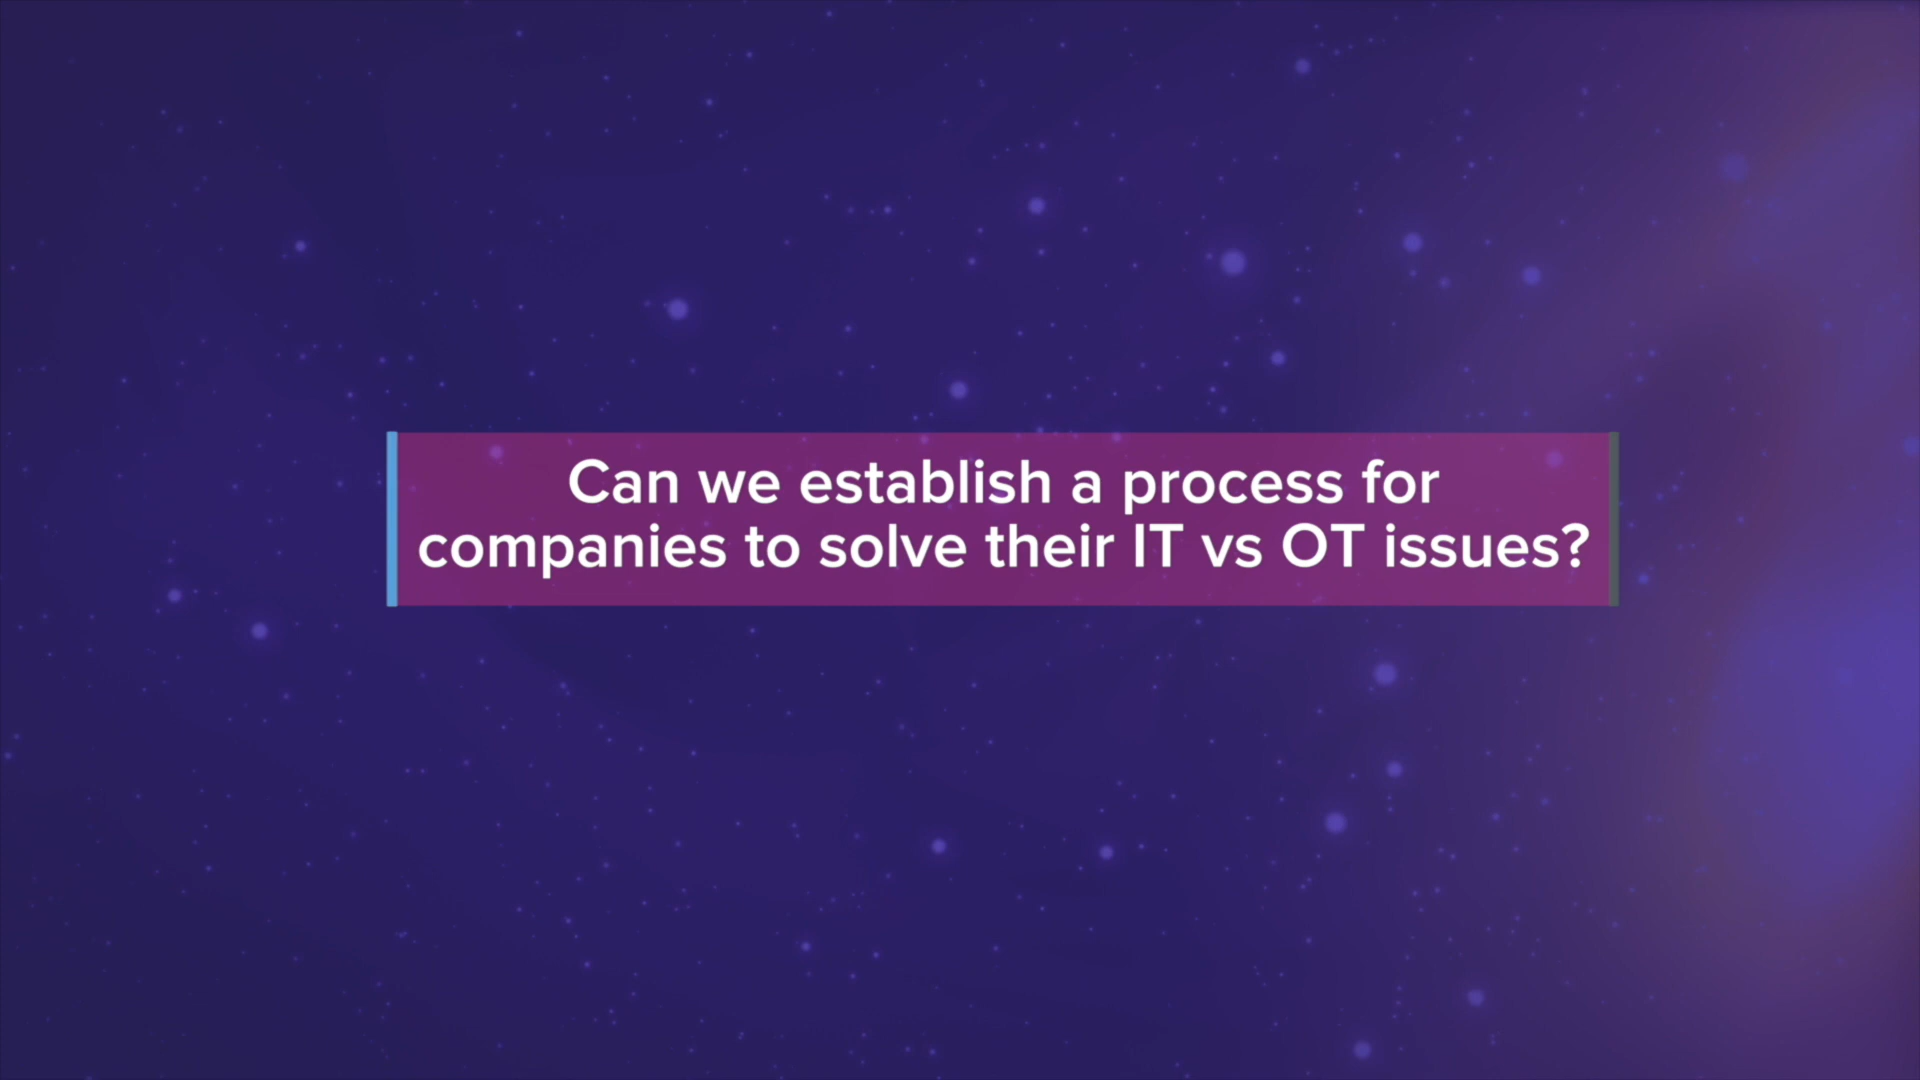 Can we establish a process for
companies to solve their IT vs OT issues?